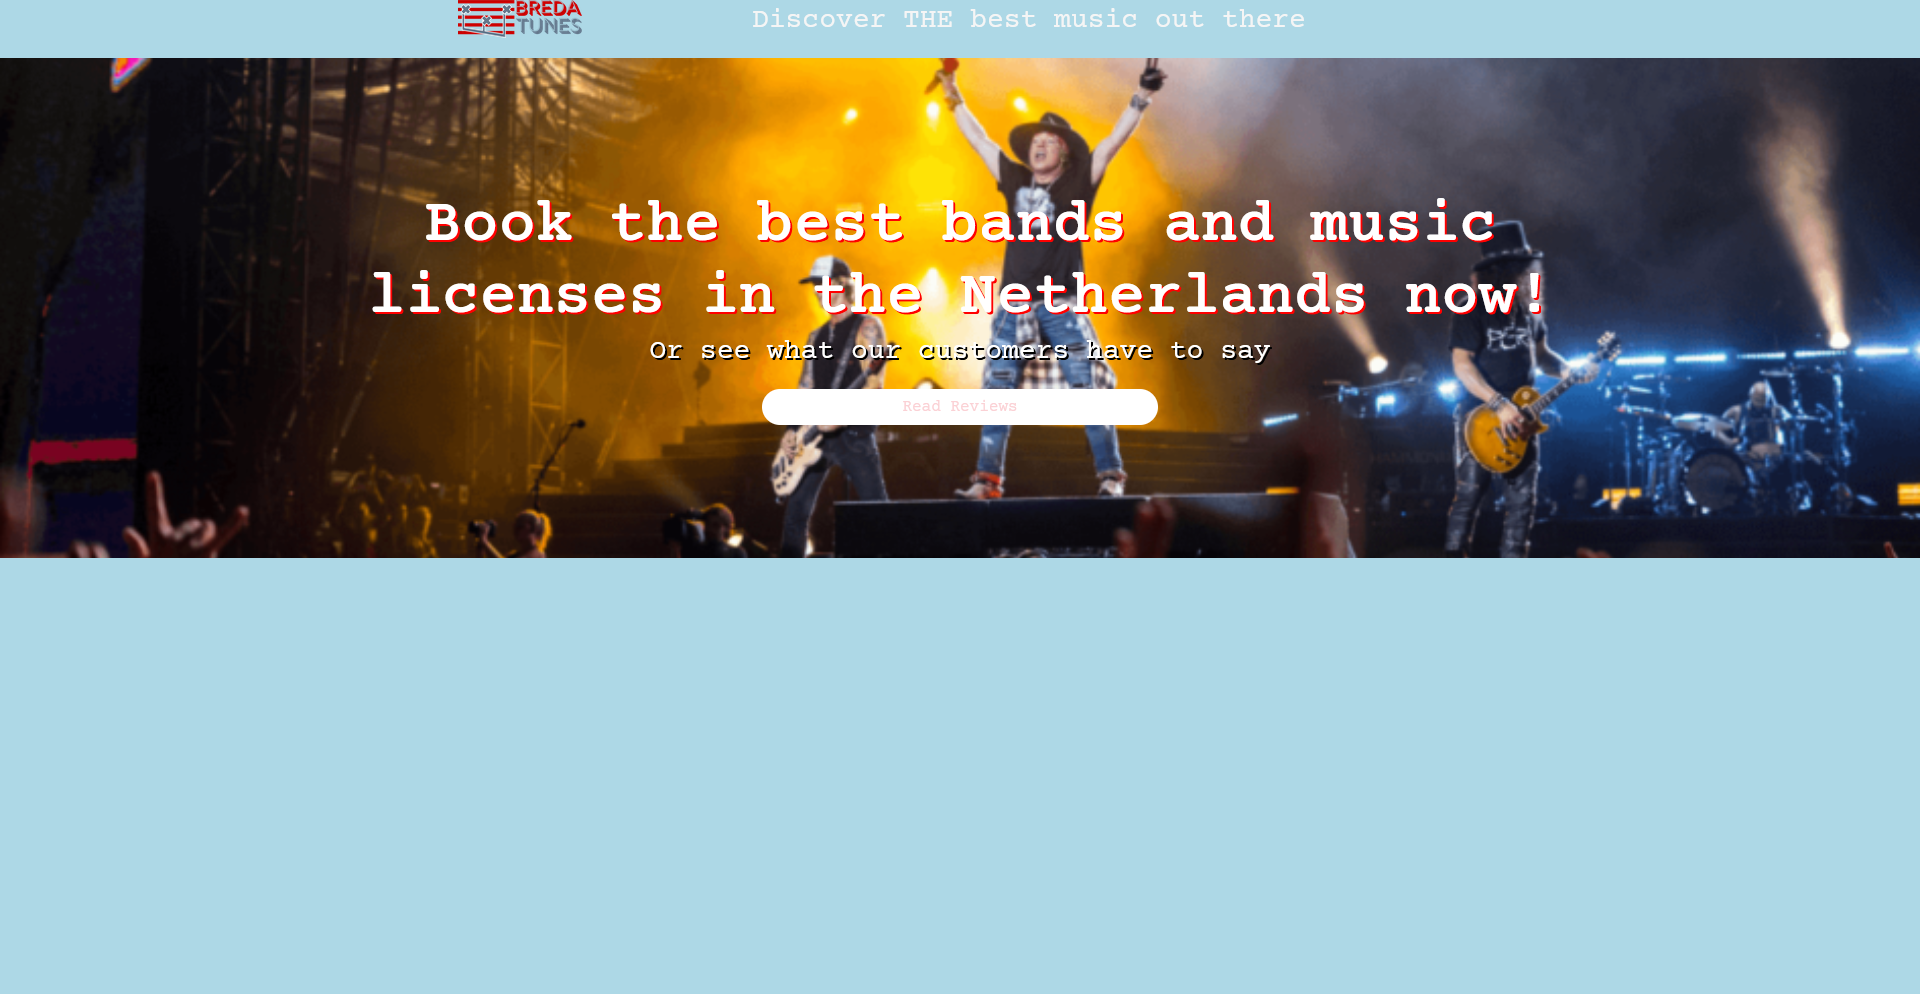 BREDA
TUNES
Discover THE best music out there
Book the best bands and music
licenses in the Netherlands now!
Or see what our customers have to say
Read Reviews